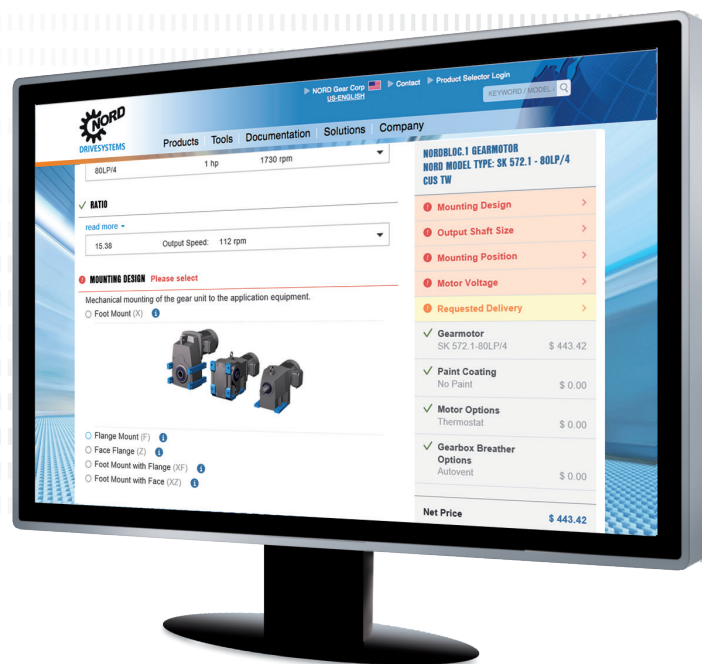 NORD Gear Corp
US-ENGLISH
Contact
Product Selector Login
KEYWORD / MODEL
NORD
DRIVESYSTEMS
Products
Tools
Documentation
Solutions
Company
80LP/4 1 hp 1730 rpm
RATIO
read more
15.38 Output Speed: 112 rpm
MOUNTING DESIGN Please select
Mechanical mounting of the gear unit to the application equipment.
Foot Mount (X)
Flange Mount (F)
Face Flange (Z)
Foot Mount with Flange (XF)
Foot Mount with Face (XZ)
NORDBLOC.1 GEARMOTOR
NORD MODEL TYPE: SK 572.1 - 80LP/4
CUS TW
Mounting Design
Output Shaft Size
Mounting Position
Motor Voltage
Requested Delivery
Gearmotor
SK 572.1-80LP/4 $ 443.42
Paint Coating
No Paint $ 0.00
Motor Options
Thermostat $ 0.00
Gearbox Breather
Options
Autovent $ 0.00
Net Price $ 443.42